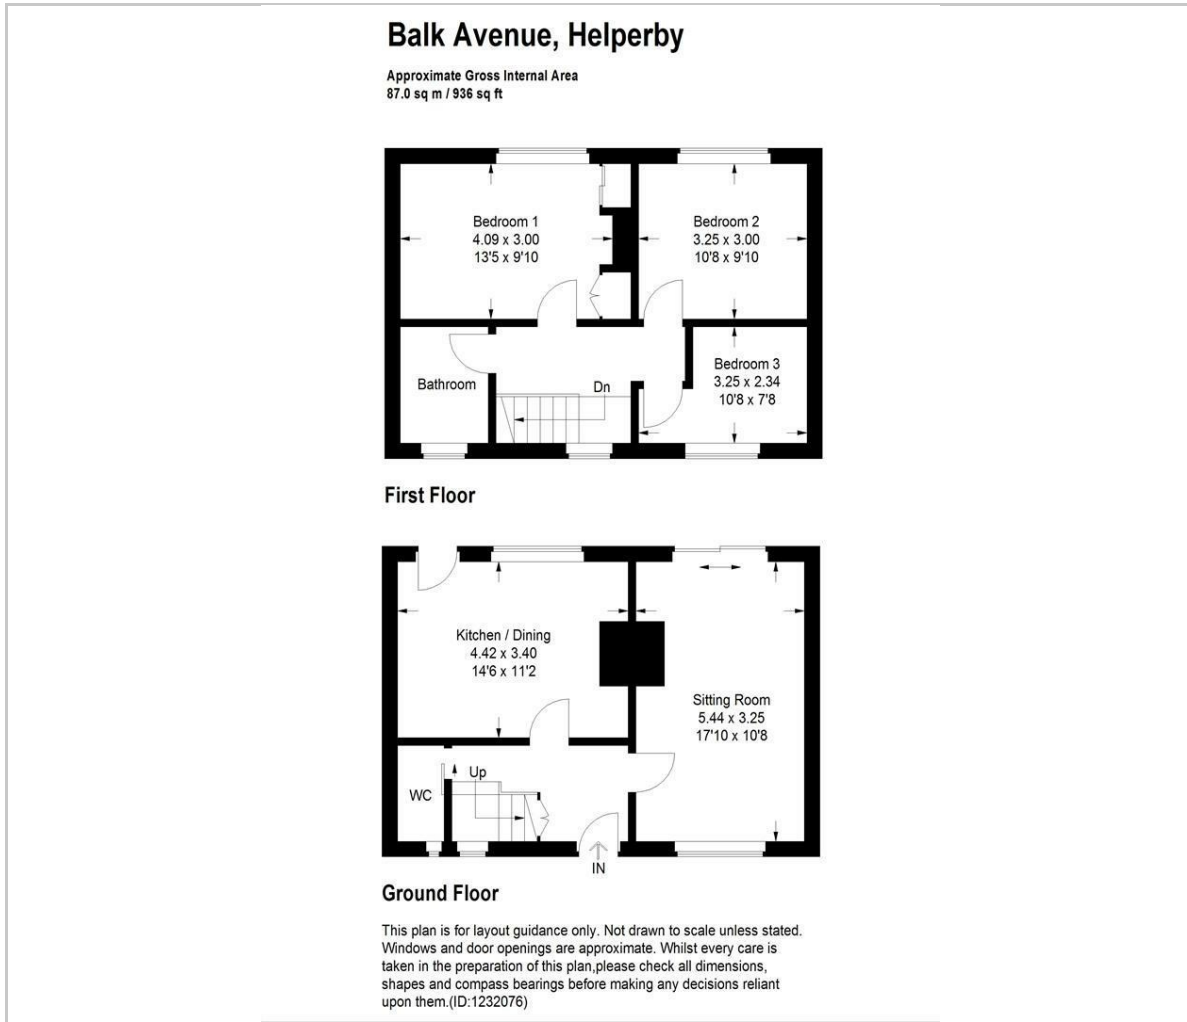 Balk Avenue, Helperby
Approximate Gross Internal Area
87.0 sq m / 936 sq ft
Bedroom 1
4.09 x 3.00
13'5 x 9'10
Bedroom 2
3.25 x 3.00
10'8 x 9'10
Bathroom
Dn
Bedroom 3
3.25 x 2.34
10'8 x 7'8
First Floor
Kitchen / Dining
4.42 x 3.40
14'6 x 11'2
Sitting Room
5.44 x 3.25
17'10 x 10'8
Up
WC
IN
Ground Floor
This plan is for layout guidance only. Not drawn to scale unless stated.
Windows and door openings are approximate. Whilst every care is
taken in the preparation of this plan,please check all dimensions,
shapes and compass bearings before making any decisions reliant
upon them.(ID:1232076)